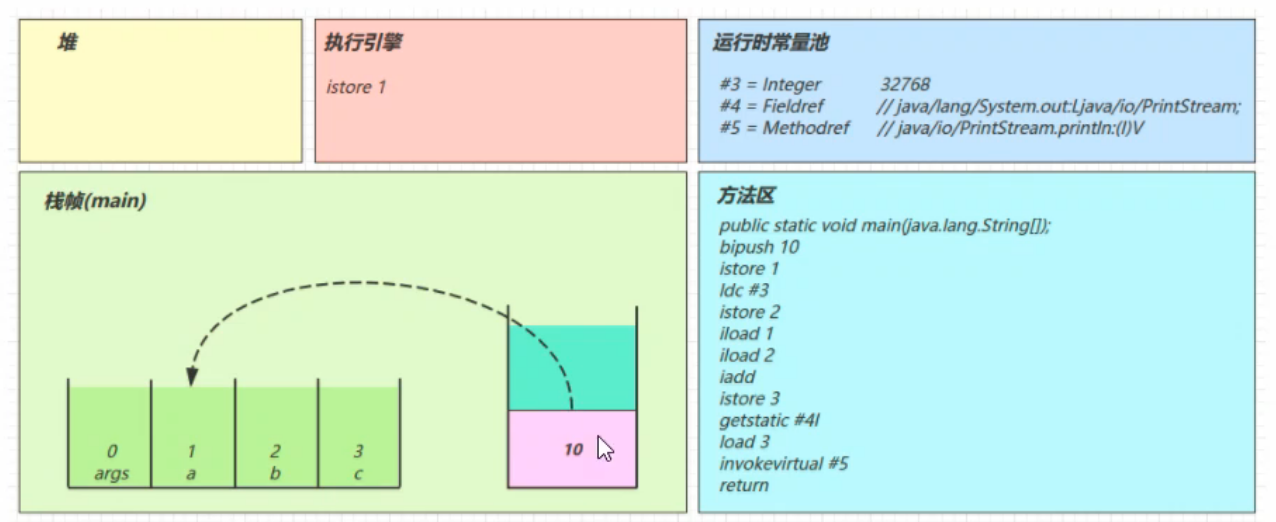 堆
执行引擎
istore 1
运行时常量池
#3 = Integer 32768
#4 = Fieldref // java/lang/System.out:Ljava/io/PrintStream;
#5 = Methodref // java/io/PrintStream.println:(I)V
栈帧(main)
0 1 2 3
args a b c
10
方法区
public static void main(java.lang.String[]);
bipush 10
istore 1
ldc #3
istore 2
iload 1
iload 2
iadd
istore 3
getstatic #4l
load 3
invokevirtual #5
return